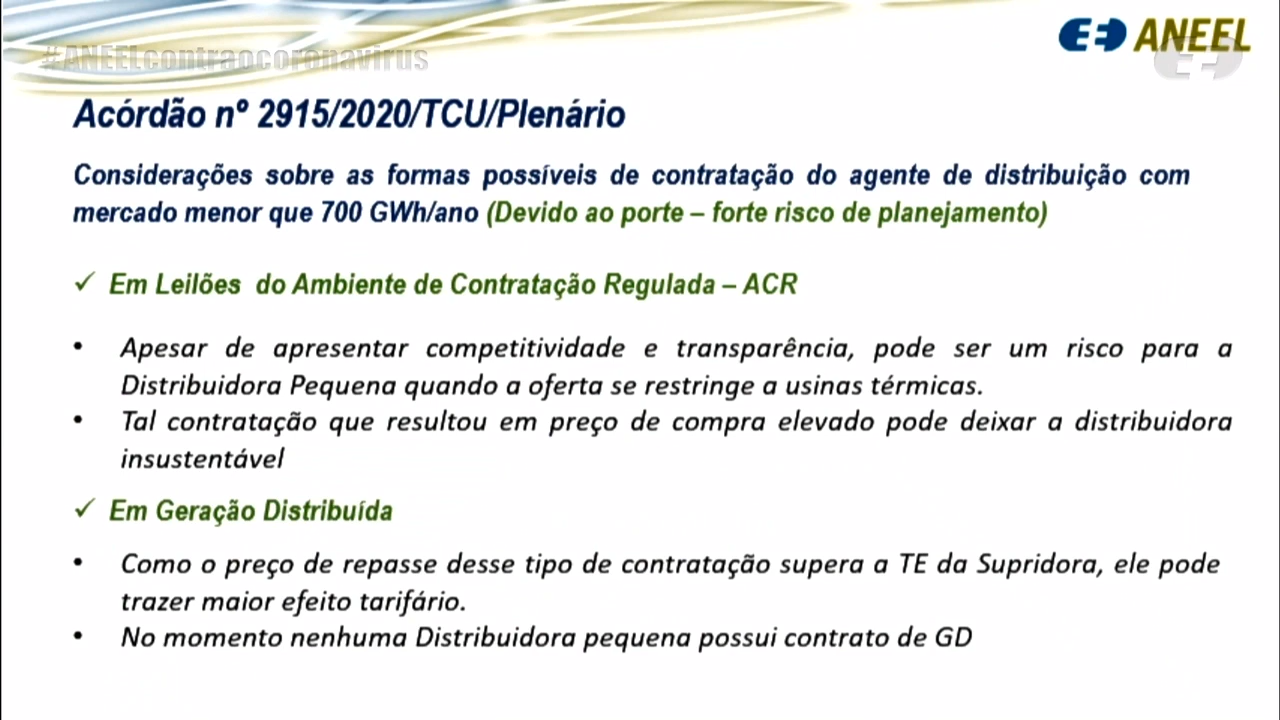 #ANEELcontraocoronavirus
ANEEL
Acórdão nº 2915/2020/TCU/Plenário
Considerações sobre as formas possíveis de contratação do agente de distribuição com
mercado menor que 700 GWh/ano (Devido ao porte – forte risco de planejamento)
✓ Em Leilões do Ambiente de Contratação Regulada – ACR
• Apesar de apresentar competitividade e transparência, pode ser um risco para a
Distribuidora Pequena quando a oferta se restringe a usinas térmicas.
• Tal contratação que resultou em preço de compra elevado pode deixar a distribuidora
insustentável
✓ Em Geração Distribuída
• Como o preço de repasse desse tipo de contratação supera a TE da Supridora, ele pode
trazer maior efeito tarifário.
• No momento nenhuma Distribuidora pequena possui contrato de GD